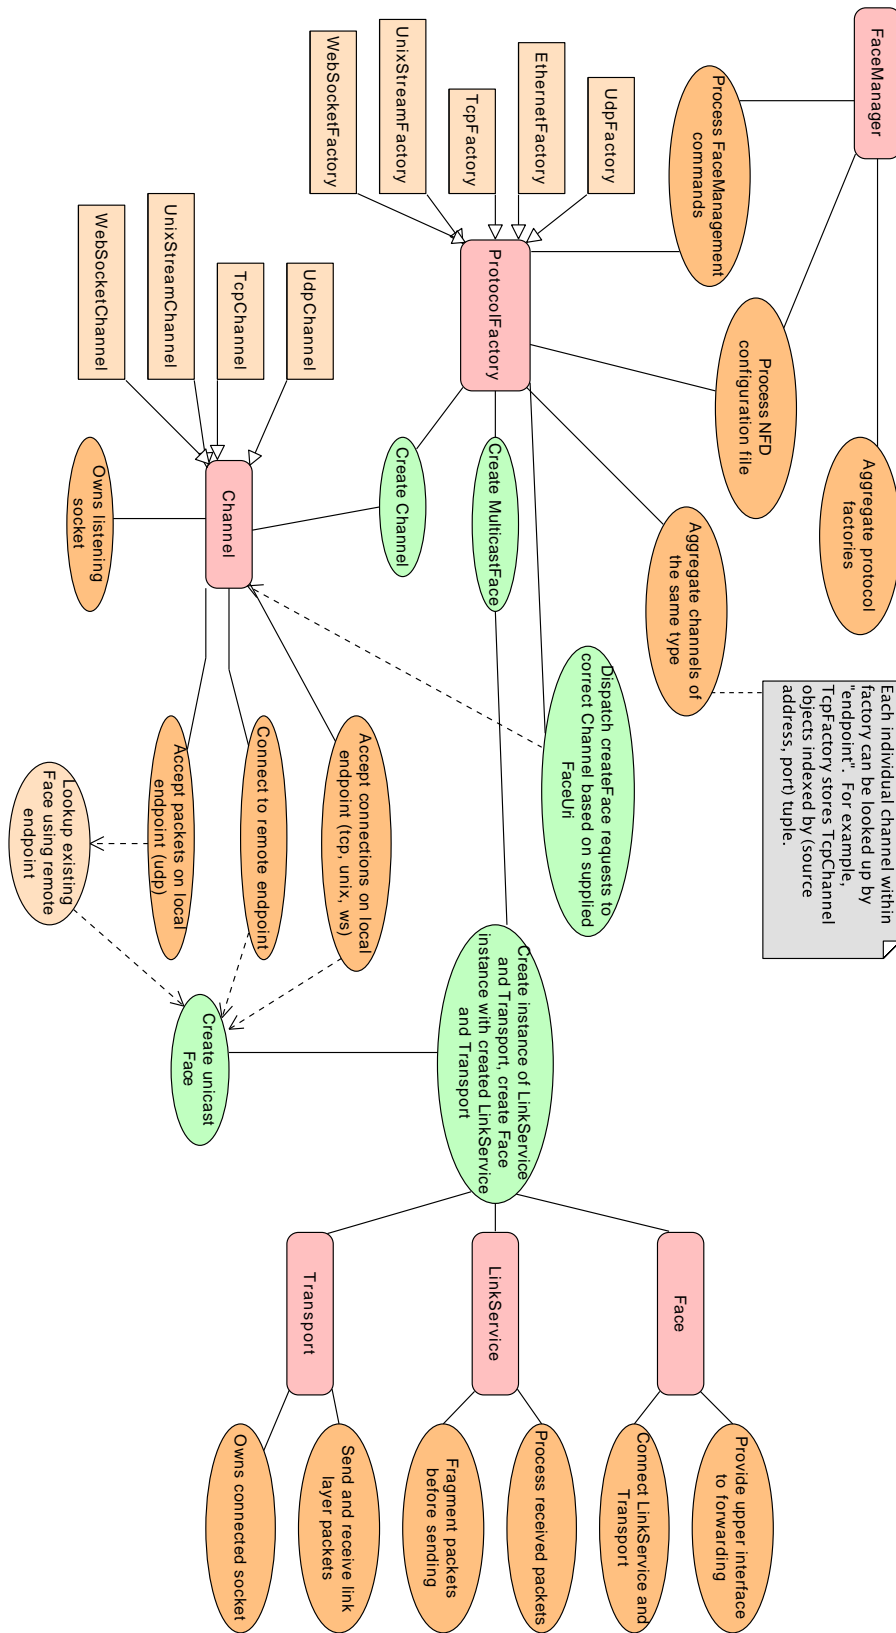 FaceManager
Process FaceManagement
commands
Process NFD
configuration file
Aggregate protocol
factories
UdpFactory
EthernetFactory
TcpFactory
UnixStreamFactory
WebSocketFactory
ProtocolFactory
Aggregate channels of
the same type
Each individual channel within
factory can be looked up by
"endpoint".  For example,
TcpFactory stores TcpChannel
objects indexed by (source
address, port) tuple.
Dispatch createFace requests to
correct Channel based on supplied
FaceUri
Create MulticastFace
Create Channel
UdpChannel
TcpChannel
UnixStreamChannel
WebSocketChannel
Channel
Owns listening
socket
Accept connections on local
endpoint (tcp, unix, ws)
Connect to remote endpoint
Accept packets on local
endpoint (udp)
Lookup existing
Face using remote
endpoint
Create unicast
Face
Create instance of LinkService
and Transport, create Face
instance with created LinkService
and Transport
Face
LinkService
Transport
Provide upper interface
to forwarding
Connect LinkService and
Transport
Process received packets
Fragment packets
before sending
Send and receive link
layer packets
Owns connected socket